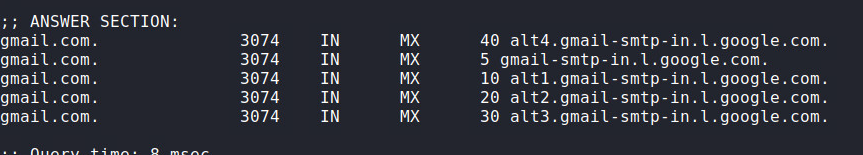 ;; ANSWER SECTION:
gmail.com. 3074 IN MX 40 alt4.gmail-smtp-in.l.google.com.
gmail.com. 3074 IN MX 5 gmail-smtp-in.l.google.com.
gmail.com. 3074 IN MX 10 alt1.gmail-smtp-in.l.google.com.
gmail.com. 3074 IN MX 20 alt2.gmail-smtp-in.l.google.com.
gmail.com. 3074 IN MX 30 alt3.gmail-smtp-in.l.google.com.
;; Query time: 8 msec